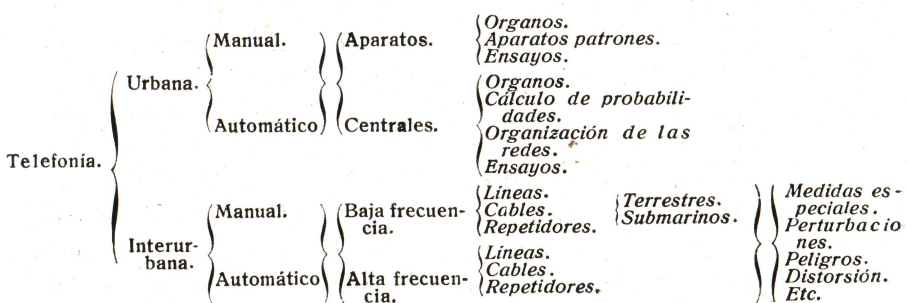 Telefonía.
Urbana.
Manual.
Automático
Aparatos.
Organos.
Aparatos patrones.
Ensayos.
Centrales.
Organos.
Cálculo de probabili-
dades.
Organización de las
redes.
Ensayos.
Interur-
bana.
Manual.
Automático
Baja frecuen-
cia.
Líneas.
Cables.
Repetidores.
Terrestres.
Submarinos.
Alta frecuen-
cia.
Líneas.
Cables.
Repetidores.
Medidas es-
peciales.
Perturbacio
nes.
Peligros.
Distorsión.
Etc.